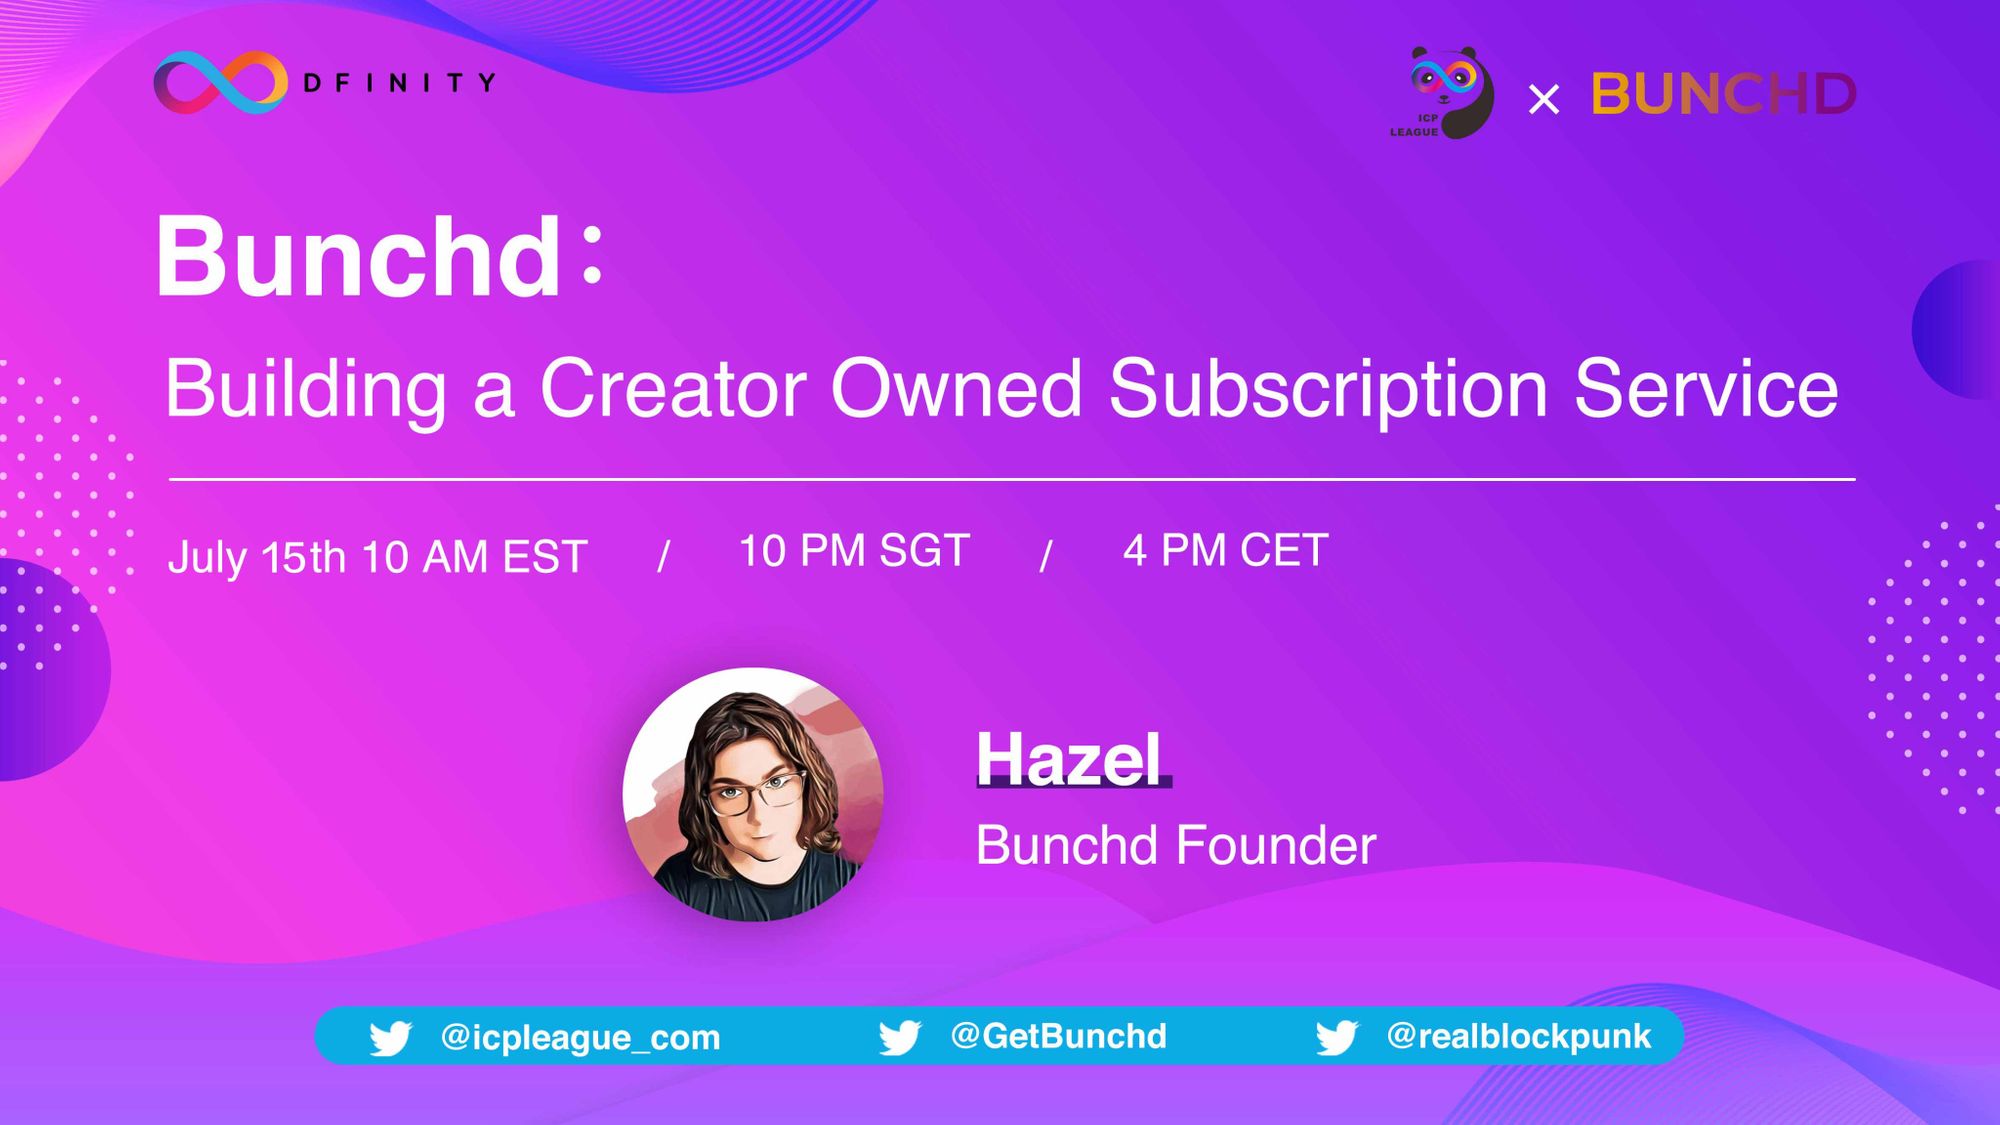 DFINITY
ICP
LEAGUE
× BUNCHD
Bunchd:
Building a Creator Owned Subscription Service
July 15th 10 AM EST / 10 PM SGT / 4 PM CET
Hazel
Bunchd Founder
@icpleague_com @GetBunchd @realblockpunk